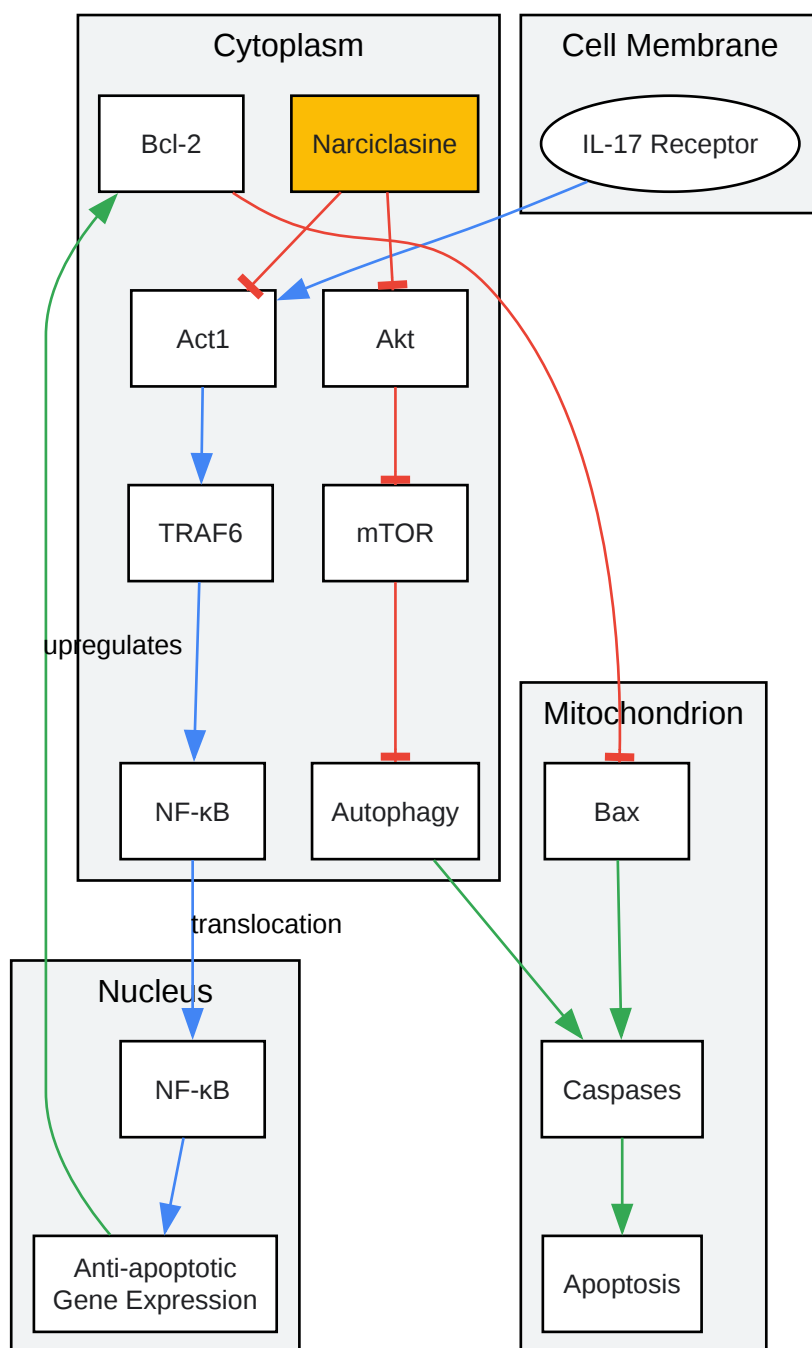 Cytoplasm
Cell Membrane
Bcl-2
Narciclasine
IL-17 Receptor
Act1
Akt
TRAF6
mTOR
upregulates
Mitochondrion
NF-κB
Autophagy
Bax
translocation
Nucleus
NF-κB
Caspases
Anti-apoptotic
Gene Expression
Apoptosis